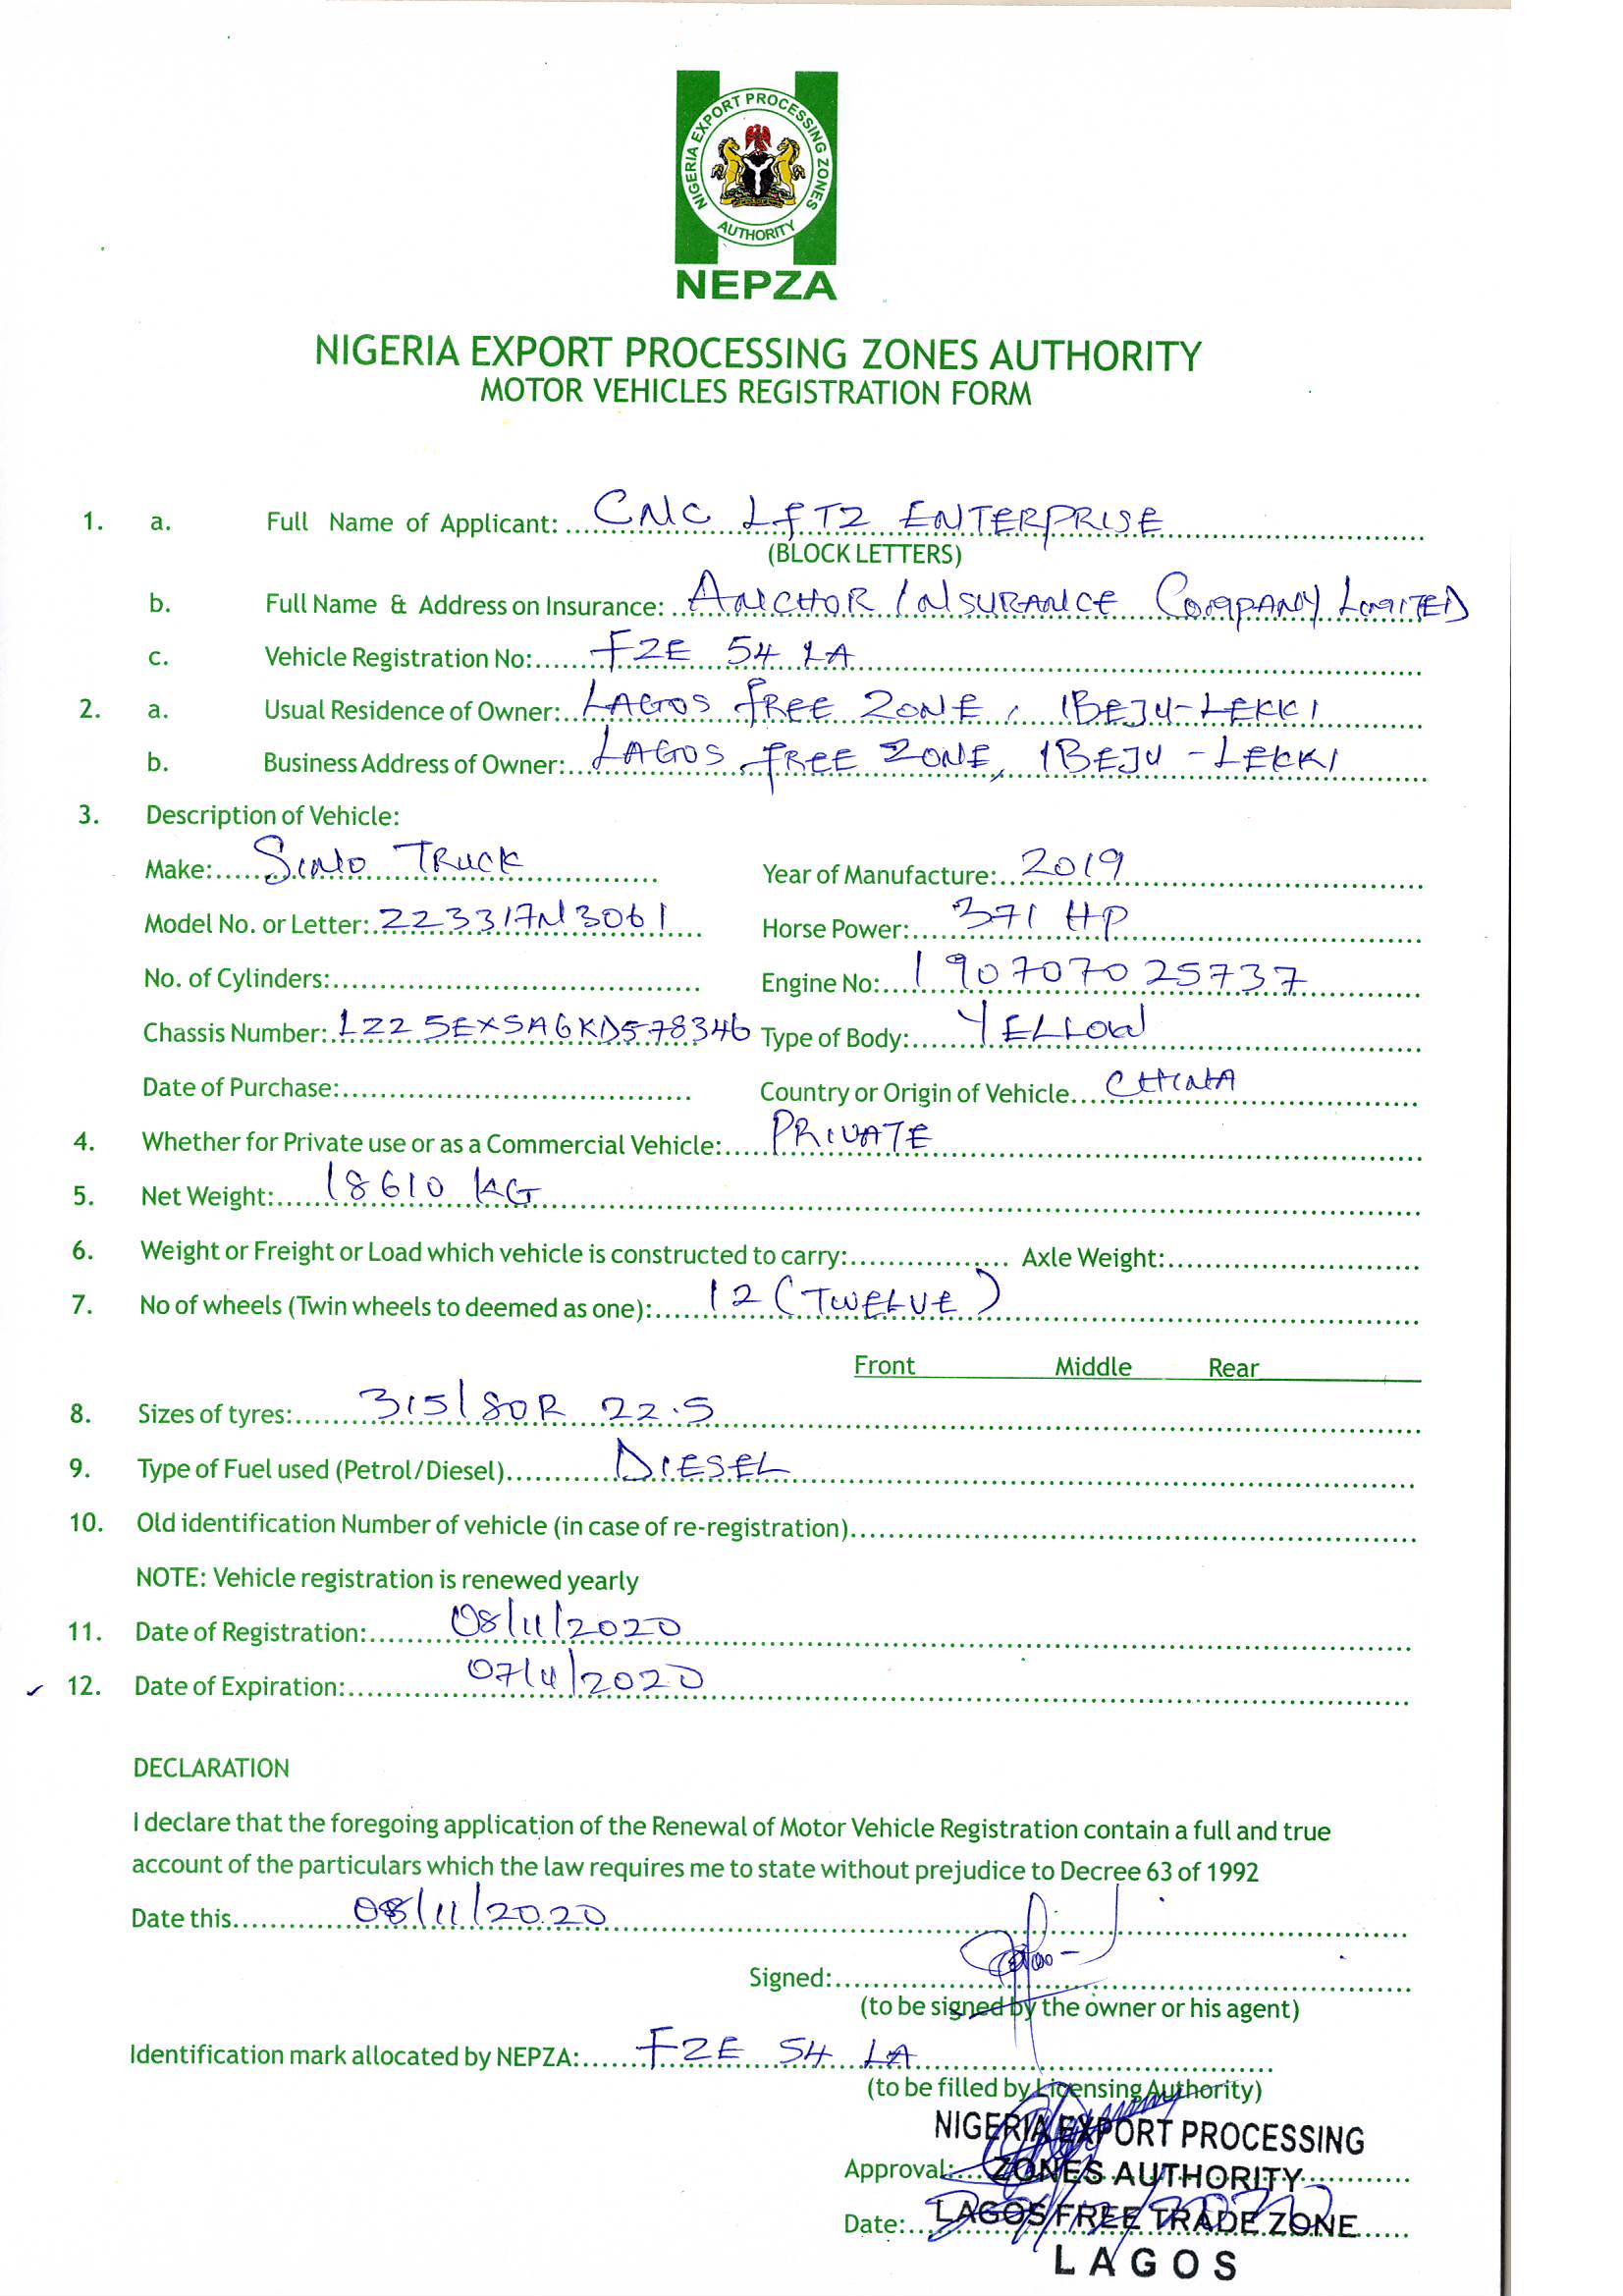 NIGERIA EXPORT PROCESSING ZONES
AUTHORITY
NEPZA
NIGERIA EXPORT PROCESSING ZONES AUTHORITY
MOTOR VEHICLES REGISTRATION FORM
1. a. Full Name of Applicant: CNC LFTZ ENTERPRISE
(BLOCK LETTERS)
b. Full Name & Address on Insurance: ANCHOR INSURANCE COMPANY LIMITED
c. Vehicle Registration No: FZE 54 LA
2. a. Usual Residence of Owner: LAGOS FREE ZONE, IBEJU-LEKKI
b. Business Address of Owner: LAGOS FREE ZONE, IBEJU-LEKKI
3. Description of Vehicle:
Make: SINO TRUCK Year of Manufacture: 2019
Model No. or Letter: ZZ3317N3061 Horse Power: 371 HP
No. of Cylinders: Engine No: 190707025737
Chassis Number: LZZ5EXSA6KD578346 Type of Body: YELLOW
Date of Purchase: Country or Origin of Vehicle CHINA
4. Whether for Private use or as a Commercial Vehicle: PRIVATE
5. Net Weight: 18610 KG
6. Weight or Freight or Load which vehicle is constructed to carry: Axle Weight:
7. No of wheels (Twin wheels to deemed as one): 12 (TWELVE)
Front Middle Rear
8. Sizes of tyres: 315/80R 22.5
9. Type of Fuel used (Petrol/Diesel) DIESEL
10. Old identification Number of vehicle (in case of re-registration)
NOTE: Vehicle registration is renewed yearly
11. Date of Registration: 08/11/2020
12. Date of Expiration: 07/11/2020
DECLARATION
I declare that the foregoing application of the Renewal of Motor Vehicle Registration contain a full and true
account of the particulars which the law requires me to state without prejudice to Decree 63 of 1992
Date this 08/11/2020
Signed:
(to be signed by the owner or his agent)
Identification mark allocated by NEPZA: FZE 54 LA
(to be filled by Licensing Authority)
NIGERIA EXPORT PROCESSING
Approval: ZONES AUTHORITY
Date: LAGOS FREE TRADE ZONE
LAGOS